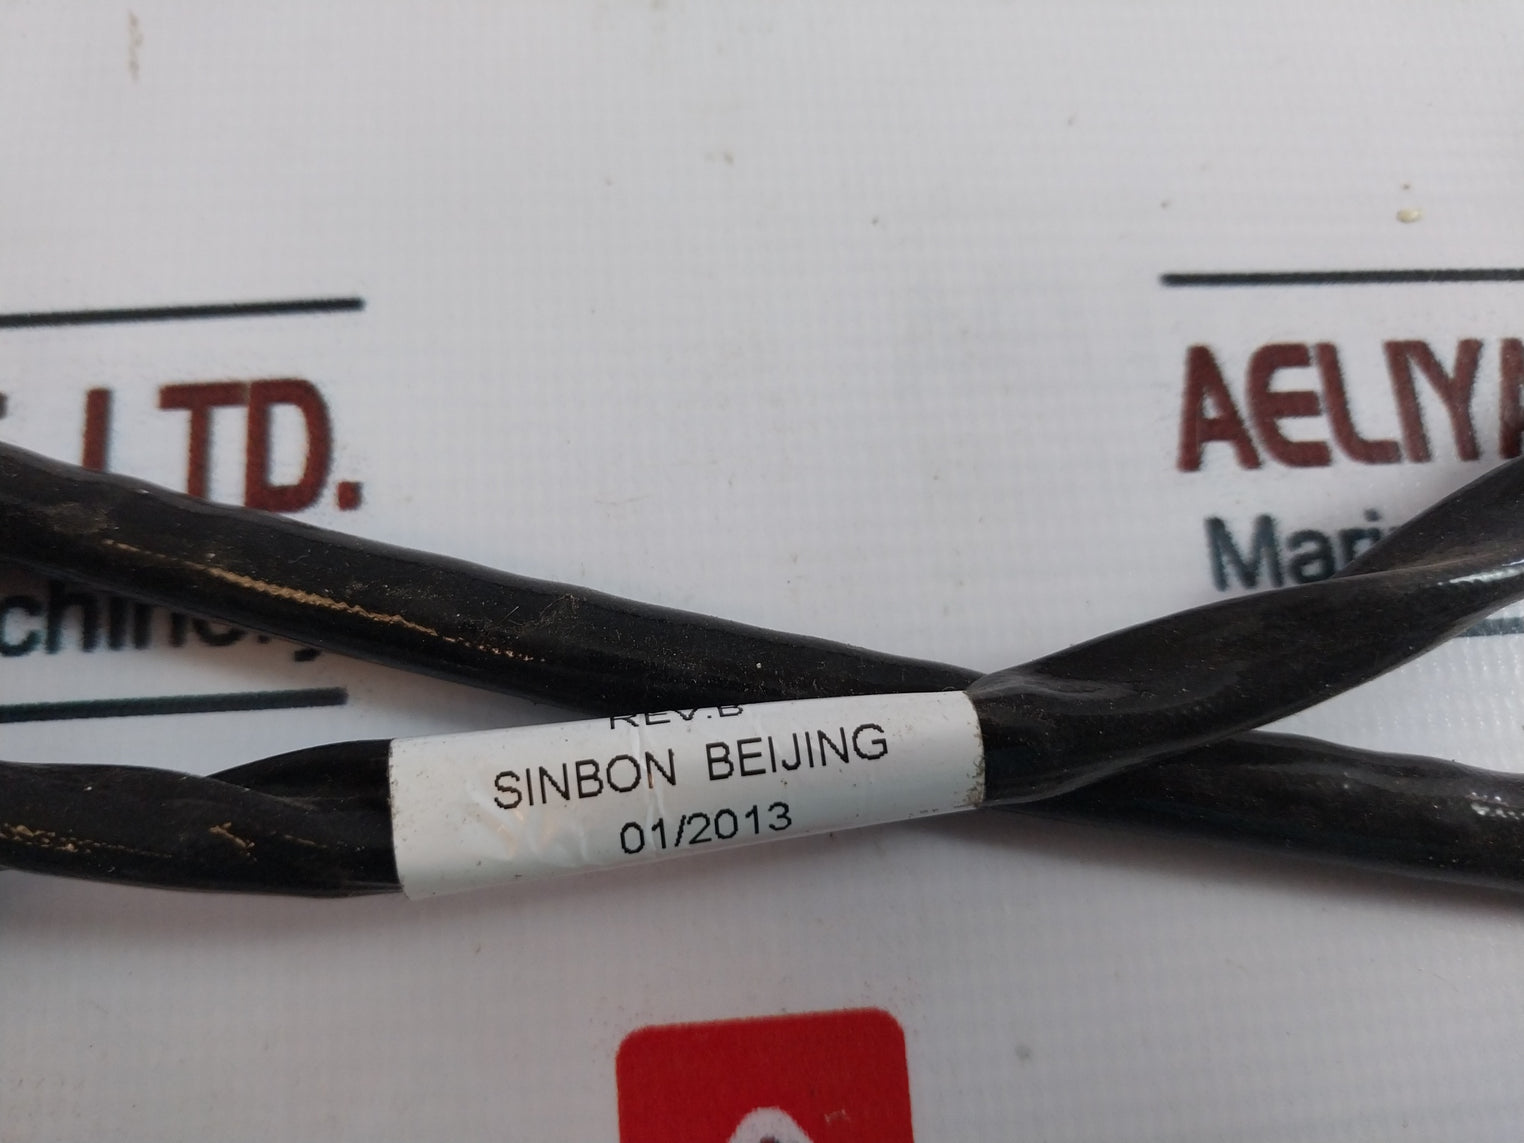 LTD.
AELIY
REV.B
SINBON BEIJING
01/2013